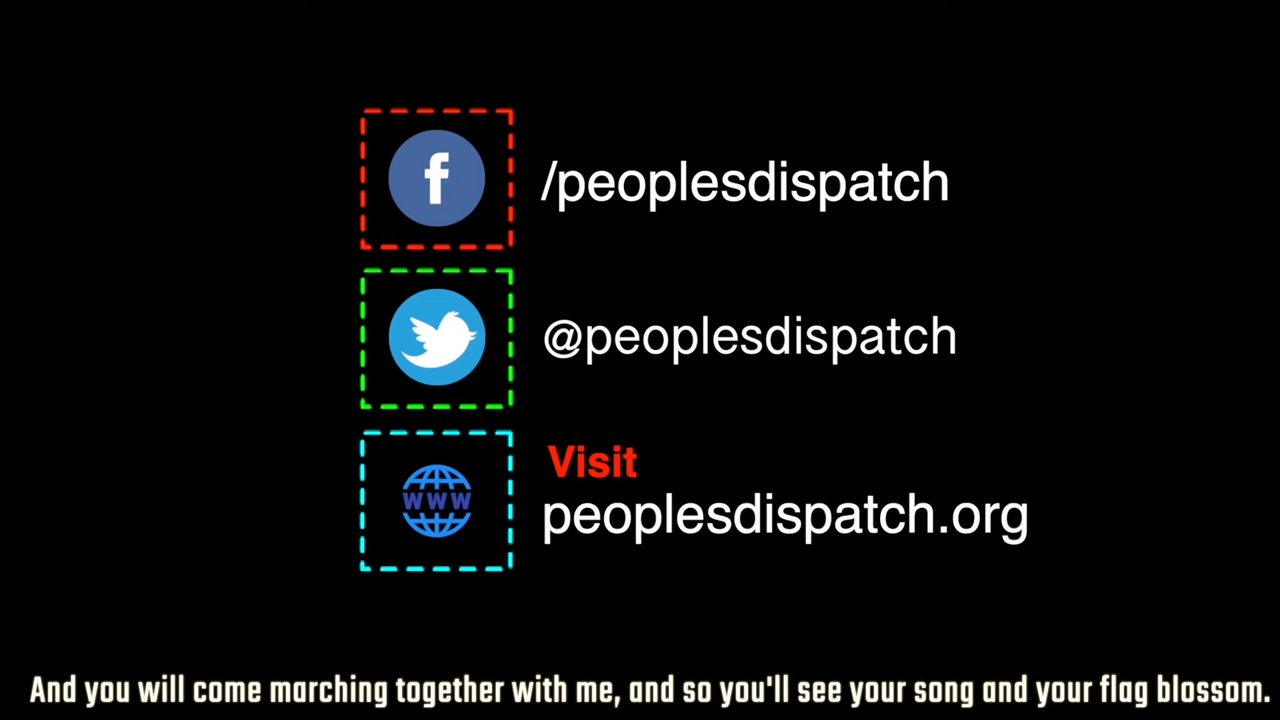 f
/peoplesdispatch
@peoplesdispatch
Visit
www
peoplesdispatch.org
And you will come marching together with me, and so you'll see your song and your flag blossom.